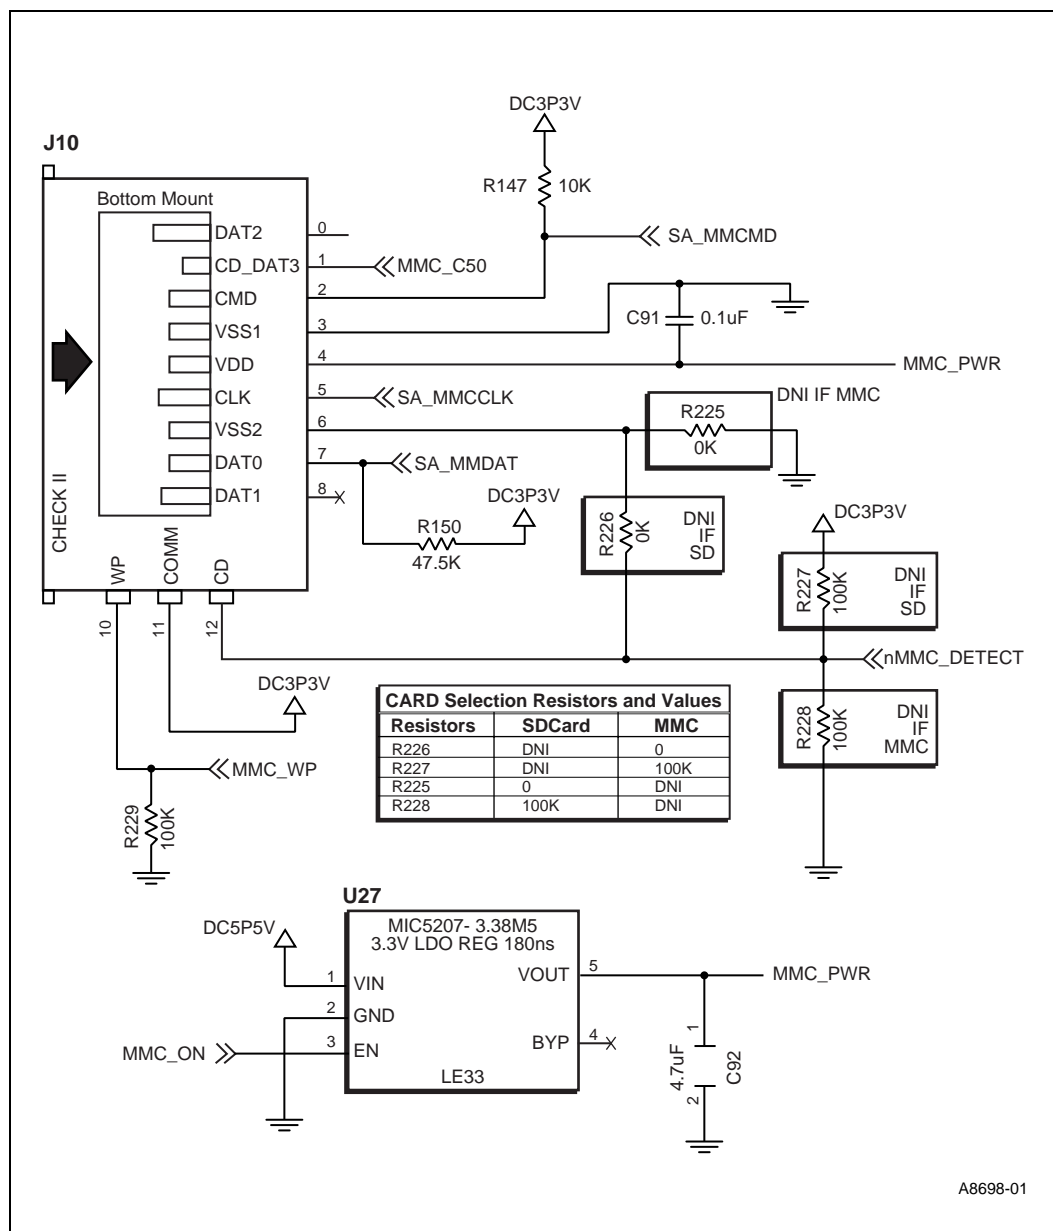 DC3P3V
J10
R147 10K
Bottom Mount
DAT2 0
SA_MMCMD
CD_DAT3 1 MMC_C50
CMD 2
VSS1 3
C91 0.1uF
VDD 4
MMC_PWR
CLK 5 SA_MMCCLK
DNI IF MMC
R225
0K
VSS2 6
DAT0 7 SA_MMDAT
DAT1 8
CHECK II
DC3P3V
R150
47.5K
R226
0K
DNI
IF
SD
DC3P3V
R227
100K
DNI
IF
SD
WP
COMM
CD
10
11
12
nMMC_DETECT
R228
100K
DNI
IF
MMC
DC3P3V
MMC_WP
R229
100K
CARD Selection Resistors and Values
Resistors SDCard MMC
R226 DNI 0
R227 DNI 100K
R225 0 DNI
R228 100K DNI
U27
MIC5207- 3.38M5
3.3V LDO REG 180ns
DC5P5V
1 VIN
VOUT 5 MMC_PWR
2 GND
MMC_ON 3 EN
BYP 4
LE33
4.7uF
1
2
C92
A8698-01